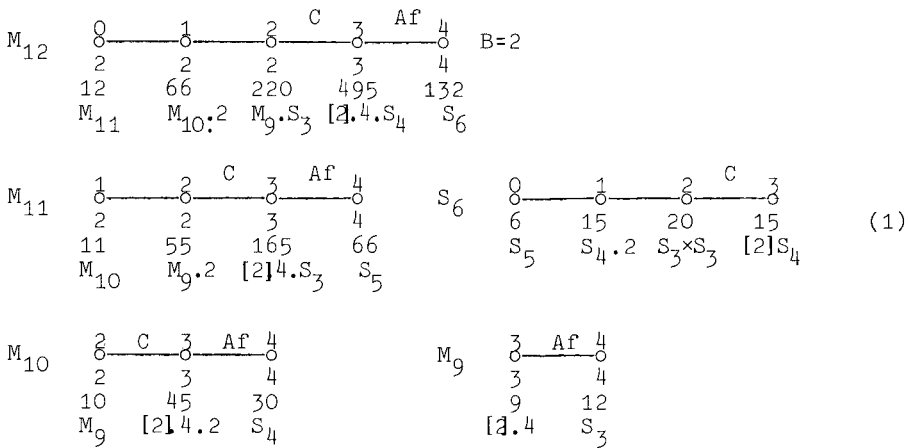 0 1 2 C 3 Af 4
M12 B=2
2 2 2 3 4
12 66 220 495 132
M11 M10:2 M9.S3 [2].4.S4 S6
1 2 C 3 Af 4 0 1 2 C 3
M11 S6 (1)
2 2 3 4
11 55 165 66 6 15 20 15
M10 M9.2 [2]4.S3 S5 S5 S4.2 S3×S3 [2]S4
2 C 3 Af 4 3 Af 4
M10 M9
2 3 4 3 4
10 45 30 9 12
M9 [2].4.2 S4 [2].4 S3